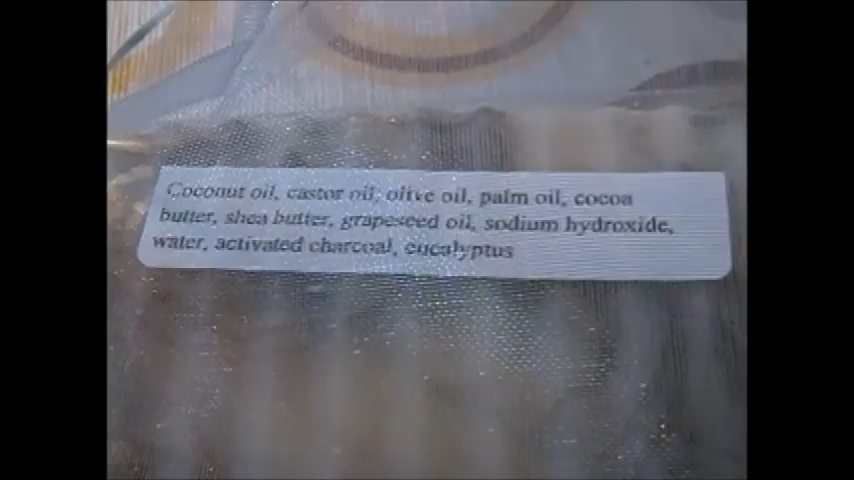 Coconut oil, castor oil, olive oil, palm oil, cocoa
butter, shea butter, grapeseed oil, sodium hydroxide,
water, activated charcoal, eucalyptus